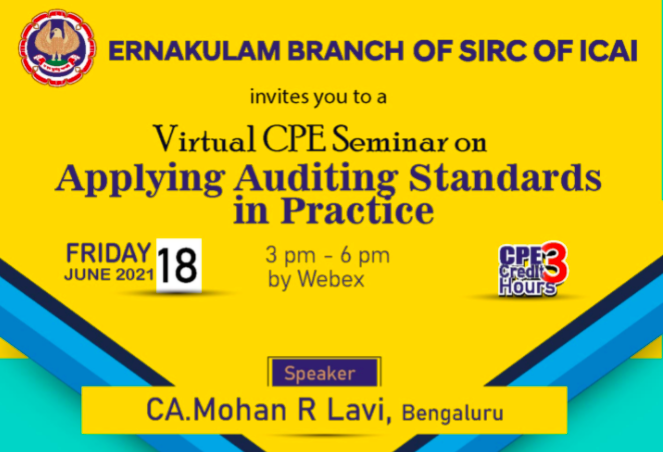 ERNAKULAM BRANCH OF SIRC OF ICAI
invites you to a
Virtual CPE Seminar on
Applying Auditing Standards
in Practice
FRIDAY
JUNE 2021
18
3 pm - 6 pm
by Webex
CPE
Credit
Hours
3
Speaker
CA.Mohan R Lavi, Bengaluru